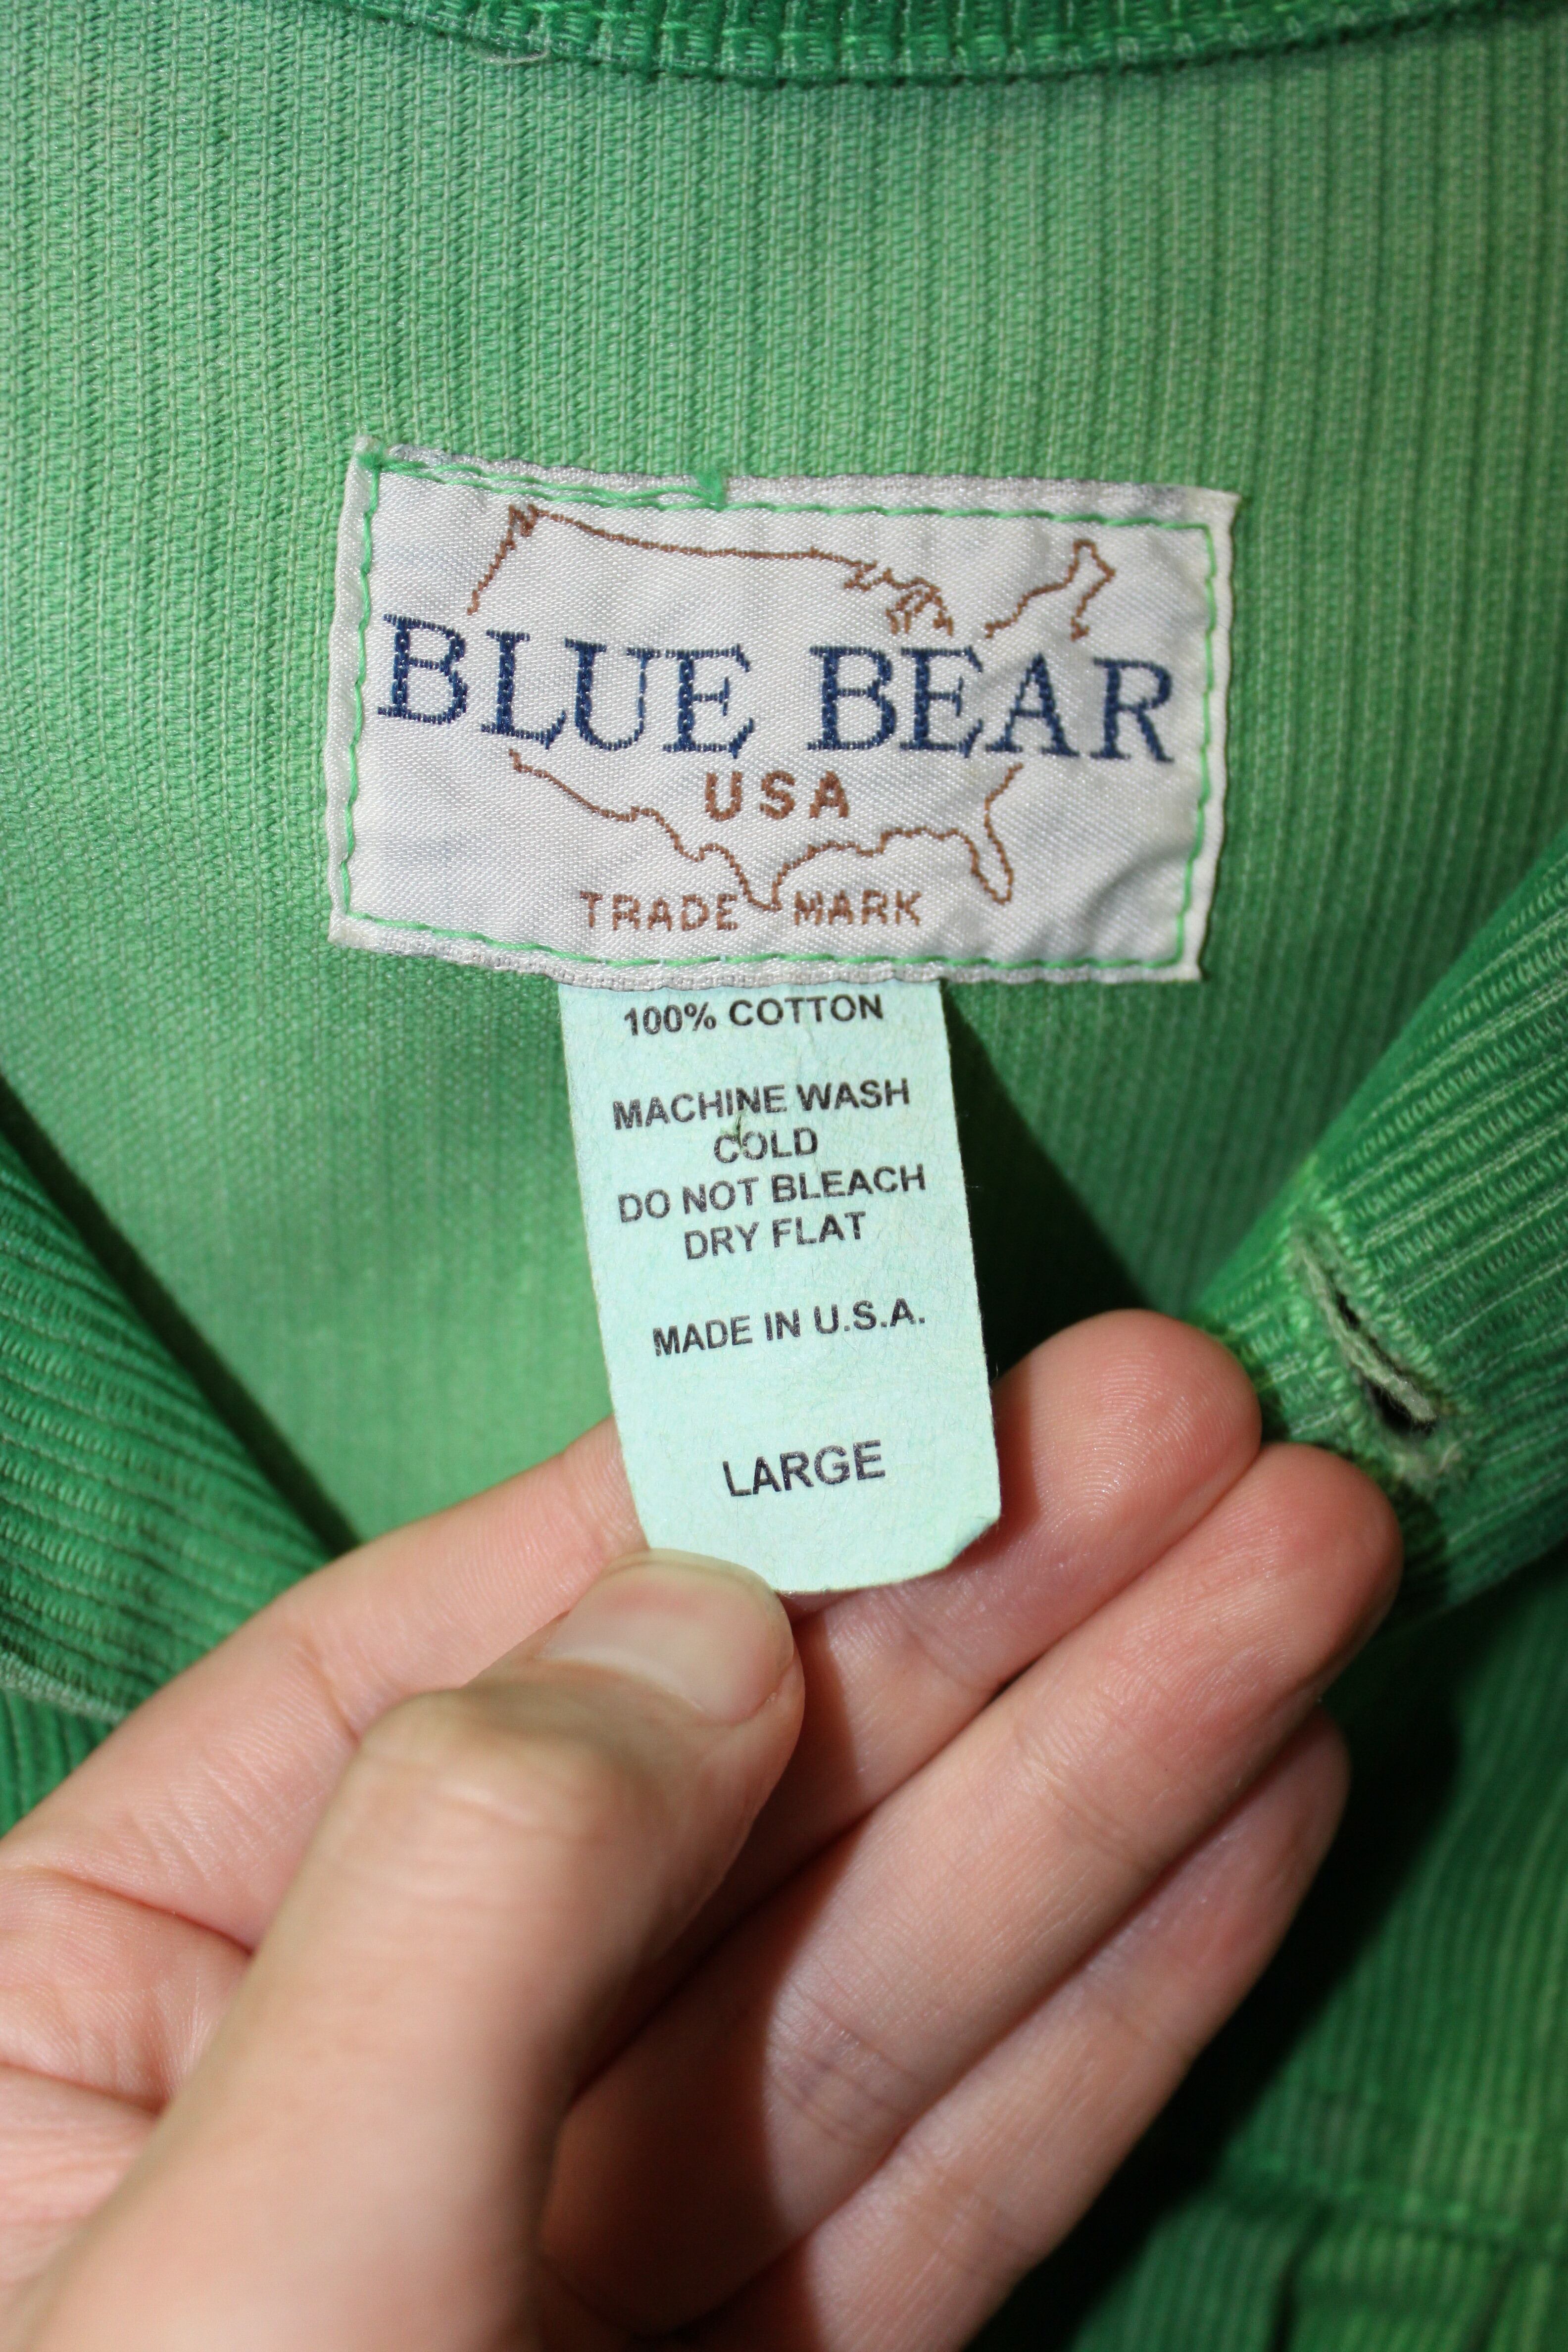 BLUE BEAR
USA
TRADE MARK
100% COTTON
MACHINE WASH
COLD
DO NOT BLEACH
DRY FLAT
MADE IN U.S.A.
LARGE